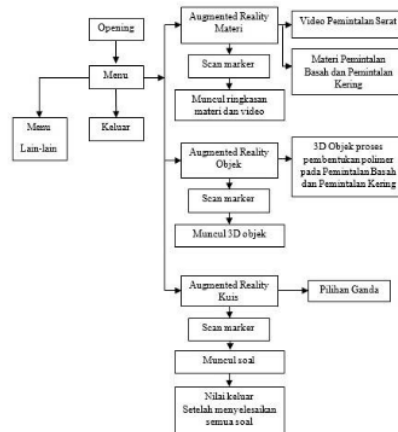 Opening
Menu
Menu
Lain-lain
Keluar
Augmented Reality
Materi
Scan marker
Muncul ringkasan
materi dan video
Video Pemintalan Serat
Materi Pemintalan
Basah dan Pemintalan
Kering
Augmented Reality
Objek
Scan marker
Muncul 3D objek
3D Objek proses
pembentukan polimer
pada Pemintalan Basah
dan Pemintalan Kering
Augmented Reality
Kuis
Scan marker
Muncul soal
Nilai keluar
Setelah menyelesaikan
semua soal
Pilihan Ganda